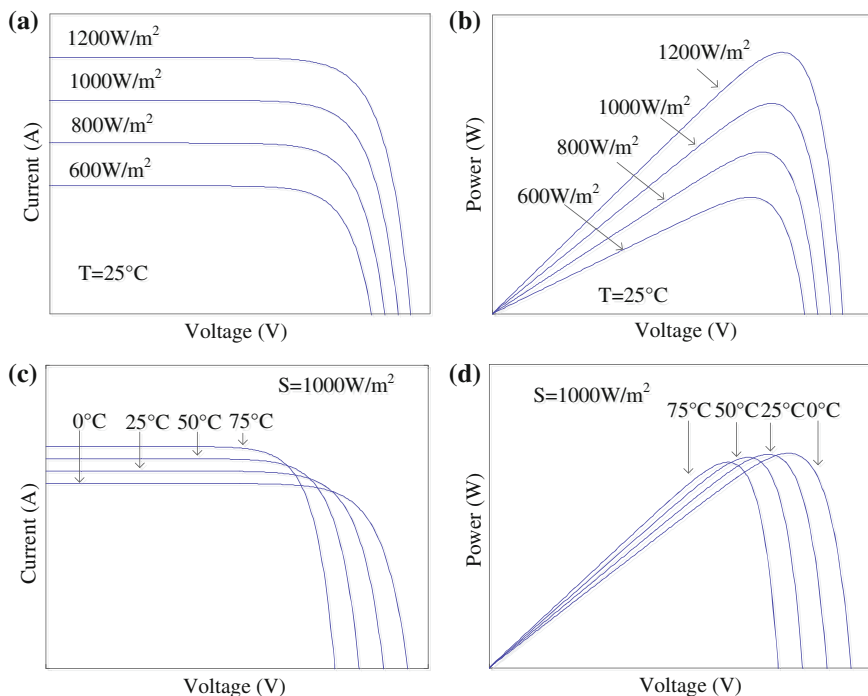 (a)
1200W/m²
1000W/m²
800W/m²
600W/m²
T=25°C
Current (A)
Voltage (V)
(b)
1200W/m²
1000W/m²
800W/m²
600W/m²
T=25°C
Power (W)
Voltage (V)
(c)
S=1000W/m²
0°C 25°C 50°C 75°C
Current (A)
Voltage (V)
(d)
S=1000W/m²
75°C 50°C 25°C 0°C
Power (W)
Voltage (V)